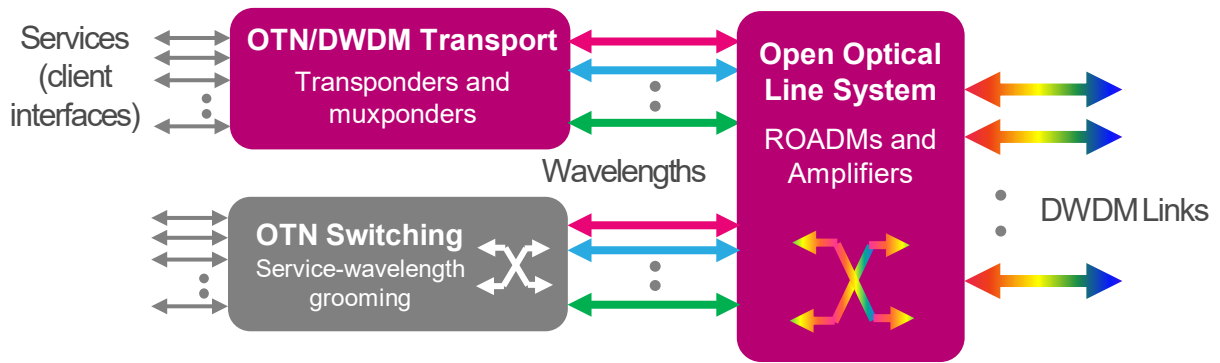 Services
(client
interfaces)
OTN/DWDM Transport
Transponders and
muxponders
Wavelengths
OTN Switching
Service-wavelength
grooming
Open Optical
Line System
ROADMs and
Amplifiers
DWDM Links